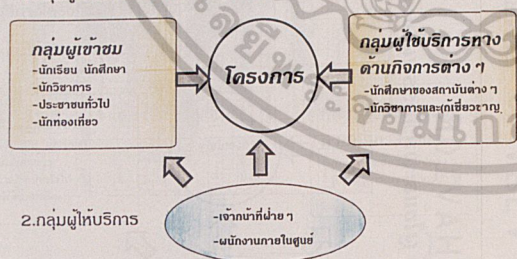 กลุ่มผู้เข้าชม
-นักเรียน นักศึกษา
-นักวิชาการ
-ประชาชนทั่วไป
-นักท่องเที่ยว
โครงการ
กลุ่มผู้ใช้บริการทาง
ด้านกิจการต่าง ๆ
-นักศึกษาของสถาบันต่าง ๆ
-นักวิชาการและผู้เชี่ยวชาญ
2.กลุ่มผู้ให้บริการ
-เจ้าหน้าที่ฝ่าย ๆ
-พนักงานภายในศูนย์